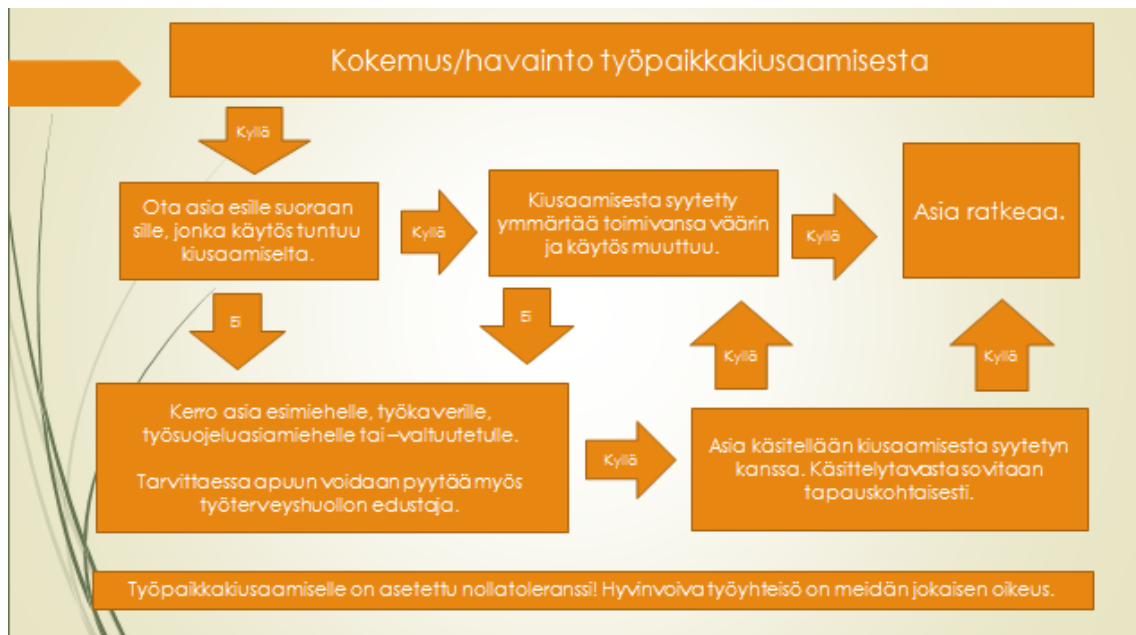 Kokemus/havainto työpaikkakiusaamisesta
Kyllä
Ota asia esille suoraan
sille, jonka käytös tuntuu
kiusaamiselta.
Kyllä
Kiusaamisesta syytetty
ymmärtää toimivansa väärin
ja käytös muuttuu.
Kyllä
Asia ratkeaa.
Ei
Ei
Kyllä
Kyllä
Kerro asia esimiehelle, työkaverille,
työsuojeluasiamiehelle tai –valtuutetulle.
Tarvittaessa apuun voidaan pyytää myös
työterveyshuollon edustaja.
Kyllä
Asia käsitellään kiusaamisesta syytetyn
kanssa. Käsittelytavasta sovitaan
tapauskohtaisesti.
Työpaikkakiusaamiselle on asetettu nollatoleranssi! Hyvinvoiva työyhteisö on meidän jokaisen oikeus.